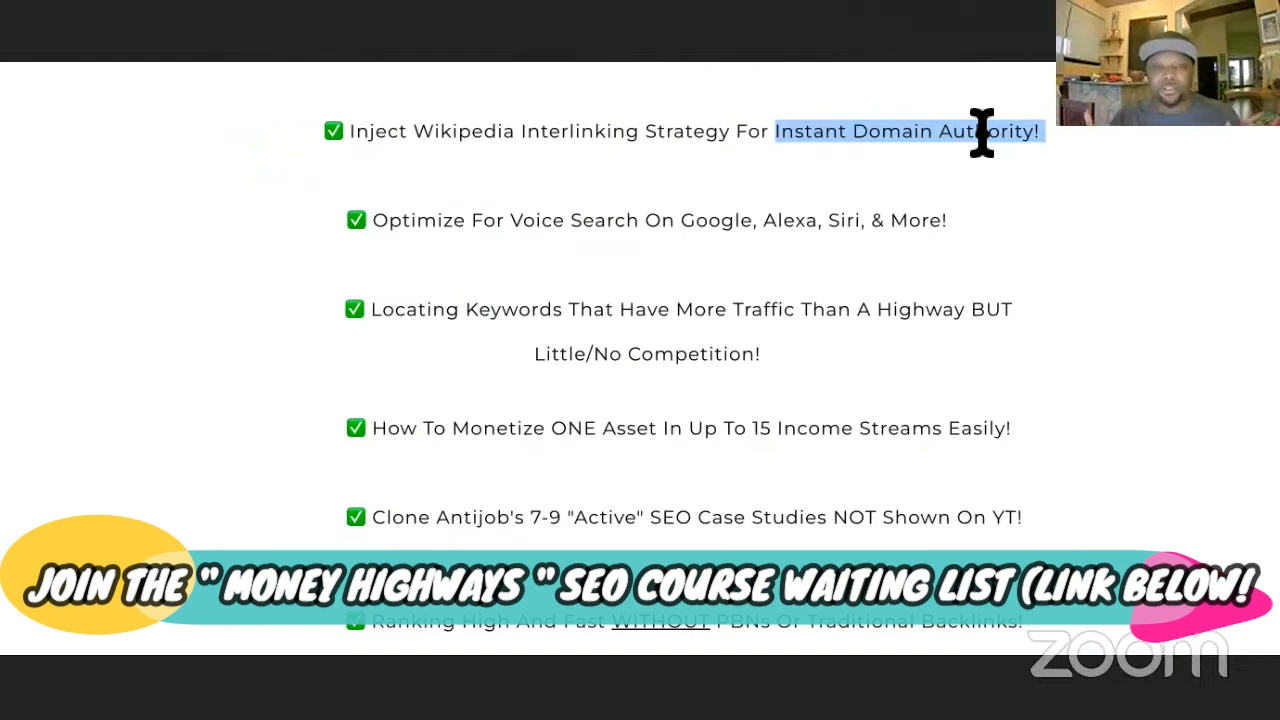 ✅ Inject Wikipedia Interlinking Strategy For Instant Domain Authority!
✅ Optimize For Voice Search On Google, Alexa, Siri, & More!
✅ Locating Keywords That Have More Traffic Than A Highway BUT
Little/No Competition!
✅ How To Monetize ONE Asset In Up To 15 Income Streams Easily!
✅ Clone Antijob's 7-9 "Active" SEO Case Studies NOT Shown On YT!
JOIN THE " MONEY HIGHWAYS " SEO COURSE WAITING LIST (LINK BELOW!
✅ Ranking High And Fast WITHOUT PBNs Or Traditional Backlinks!
zoom